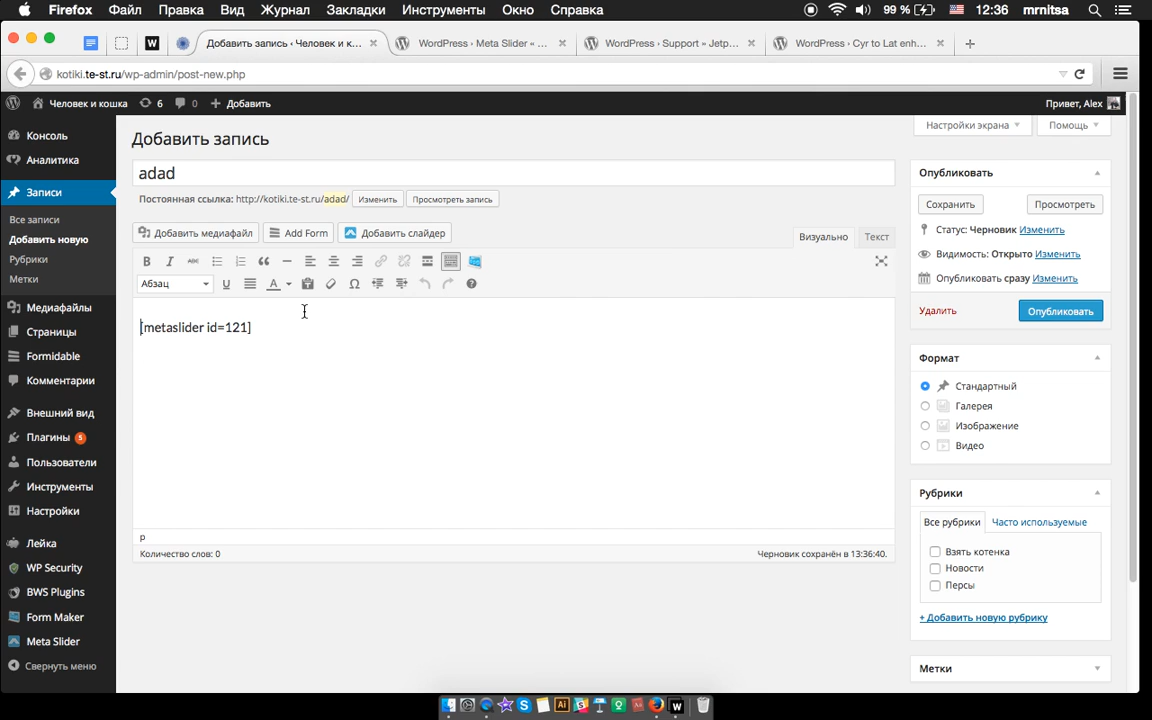 Firefox Файл Правка Вид Журнал Закладки Инструменты Окно Справка 99 % 12:36 mrnitsa
Добавить запись ‹ Человек и к... WordPress › Meta Slider « ... WordPress › Support » Jetp... WordPress › Cyr to Lat enh...
kotiki.te-st.ru/wp-admin/post-new.php
Человек и кошка 6 0 + Добавить Привет, Alex
Настройки экрана Помощь
Консоль
Аналитика
Записи
Все записи
Добавить новую
Рубрики
Метки
Медиафайлы
Страницы
Formidable
Комментарии
Внешний вид
Плагины 5
Пользователи
Инструменты
Настройки
Лейка
WP Security
BWS Plugins
Form Maker
Meta Slider
Свернуть меню
Добавить запись
adad
Постоянная ссылка: http://kotiki.te-st.ru/adad/ Изменить Просмотреть запись
Добавить медиафайл Add Form Добавить слайдер
Визуально Текст
B I ABC
Абзац U A Ω
[metaslider id=121]
p
Количество слов: 0 Черновик сохранён в 13:36:40.
Опубликовать
Сохранить Просмотреть
Статус: Черновик Изменить
Видимость: Открыто Изменить
Опубликовать сразу Изменить
Удалить Опубликовать
Формат
Стандартный
Галерея
Изображение
Видео
Рубрики
Все рубрики Часто используемые
Взять котенка
Новости
Персы
+ Добавить новую рубрику
Метки